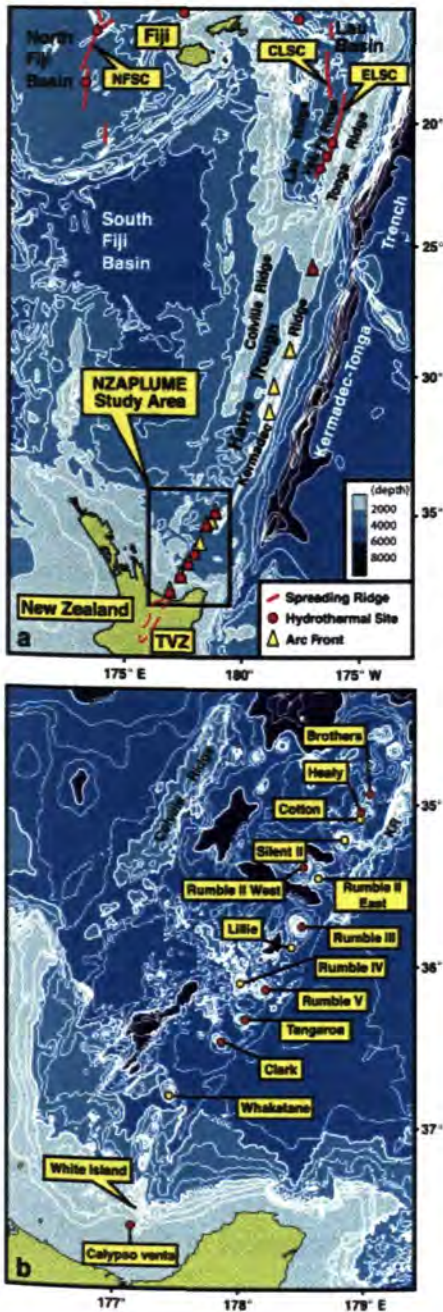 North
Fiji
Basin
NFSC
Fiji
Lau
Basin
CLSC
ELSC
Lau Ridge
Tonga Ridge
20°
South
Fiji
Basin
Trench
25°
Colville Ridge
Havre Trough
Kermadec Ridge
Kermadec-Tonga
30°
NZAPLUME
Study Area
(depth)
2000
4000
6000
8000
35°
New Zealand
TVZ
Spreading Ridge
Hydrothermal Site
Arc Front
a
175°E
180°
175°W
Colville Ridge
Brothers
Healy
Cotton
35°
KR
Silent II
Rumble II West
Rumble II
East
Lillie
Rumble III
36°
Rumble IV
Rumble V
Tangaroa
Clark
Whakatane
37°
White Island
Calypso vents
b
177°
178°
179°E